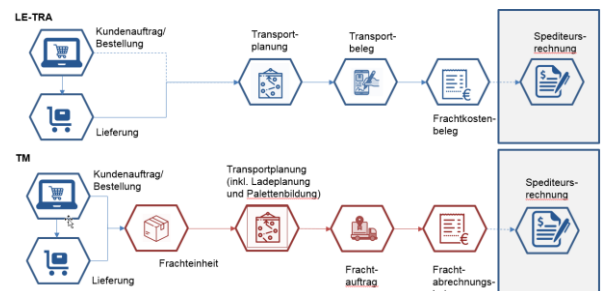 LE-TRA
Kundenauftrag/
Bestellung
Lieferung
Transport-
planung
Transport-
beleg
Frachtkosten-
beleg
Spediteurs-
rechnung
TM
Kundenauftrag/
Bestellung
Lieferung
Frachteinheit
Transportplanung
(inkl. Ladeplanung
und Palettenbildung)
Fracht-
auftrag
Fracht-
abrechnungs-
Spediteurs-
rechnung